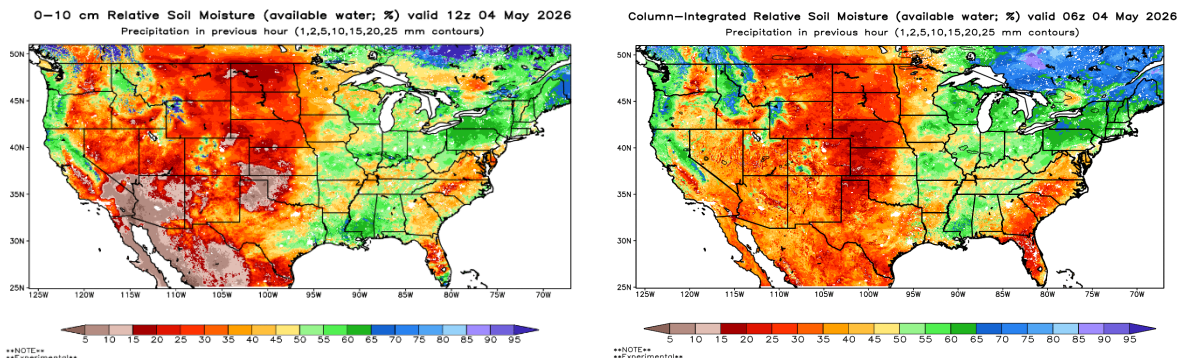 0-10 cm Relative Soil Moisture (available water; %) valid 12z 04 May 2026
Precipitation in previous hour (1,2,5,10,15,20,25 mm contours)
50N
45N
40N
35N
30N
25N
125W 120W 115W 110W 105W 100W 95W 90W 85W 80W 75W 70W
5 10 15 20 25 30 35 40 45 50 55 60 65 70 75 80 85 90 95
**NOTE**
**Experimental**
Column-Integrated Relative Soil Moisture (available water; %) valid 06z 04 May 2026
Precipitation in previous hour (1,2,5,10,15,20,25 mm contours)
50N
45N
40N
35N
30N
25N
125W 120W 115W 110W 105W 100W 95W 90W 85W 80W 75W 70W
5 10 15 20 25 30 35 40 45 50 55 60 65 70 75 80 85 90 95
**NOTE**
**Experimental**